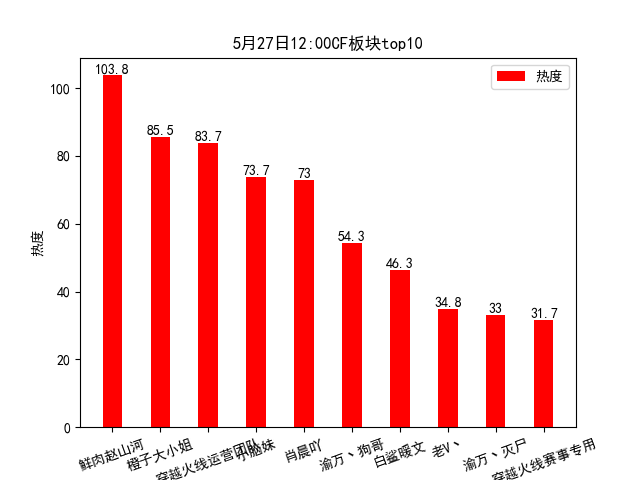 5月27日12:00CF板块top10
热度
热度
100
80
60
40
20
0
103.8
85.5
83.7
73.7
73
54.3
46.3
34.8
33
31.7
鲜肉赵山河
橙子大小姐
穿越火线运营团队
小脑妹
肖晨吖
渝万丶狗哥
白鲨暖文
老V丶
渝万丶灭尸
穿越火线赛事专用